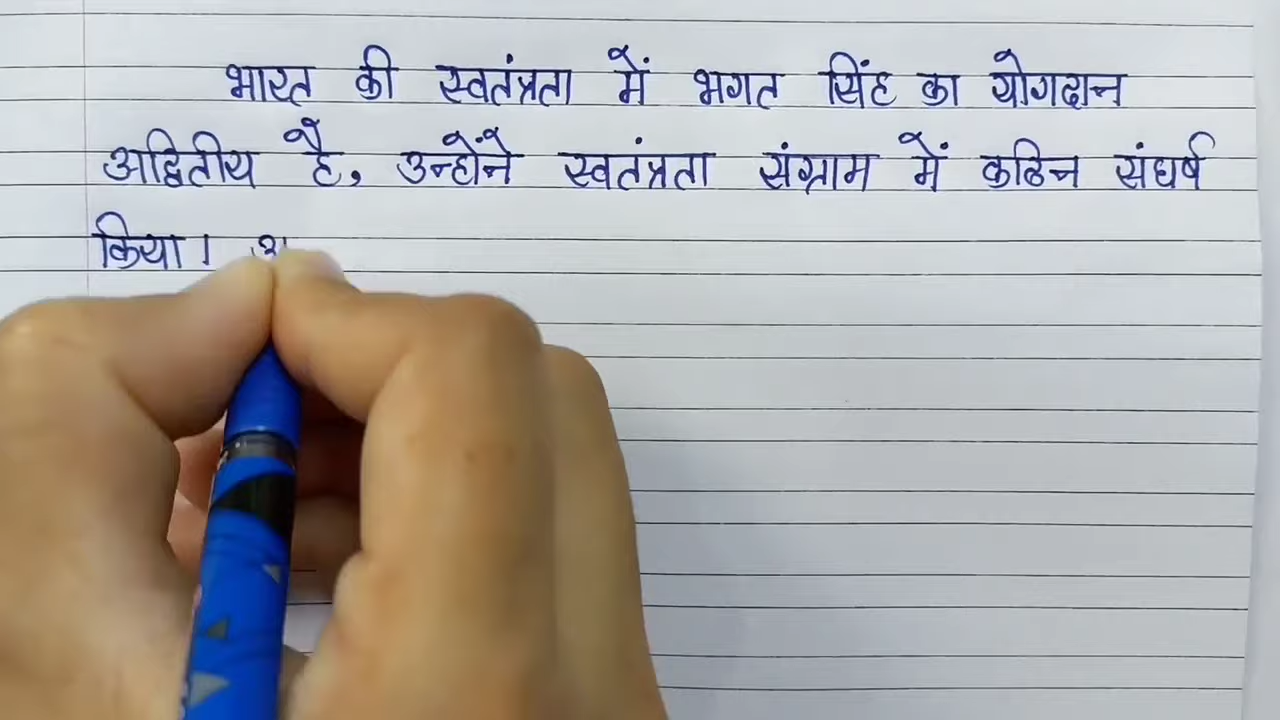 भारत की स्वतंत्रता में भगत सिंह का योगदान
अद्वितीय है, उन्होंने स्वतंत्रता संग्राम में कठिन संघर्ष
किया।